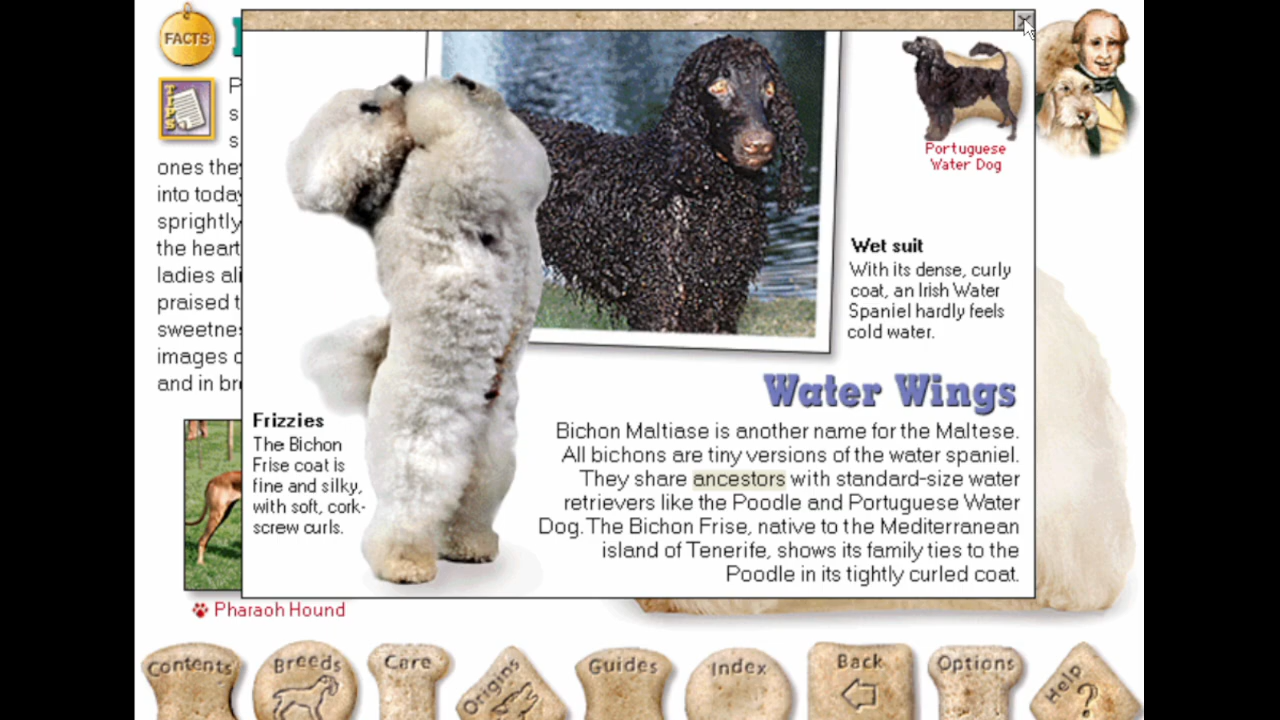 FACTS
TIPS
P
s
s
ones they
into today
sprightly
the heart
ladies ali
praised t
sweetne
images o
and in br
Pharaoh Hound
Portuguese
Water Dog
Wet suit
With its dense, curly
coat, an Irish Water
Spaniel hardly feels
cold water.
Water Wings
Bichon Maltiase is another name for the Maltese.
All bichons are tiny versions of the water spaniel.
They share ancestors with standard-size water
retrievers like the Poodle and Portuguese Water
Dog.The Bichon Frise, native to the Mediterranean
island of Tenerife, shows its family ties to the
Poodle in its tightly curled coat.
Frizzies
The Bichon
Frise coat is
fine and silky,
with soft, cork-
screw curls.
Contents
Breeds
Care
Origins
Guides
Index
Back
Options
Help
?